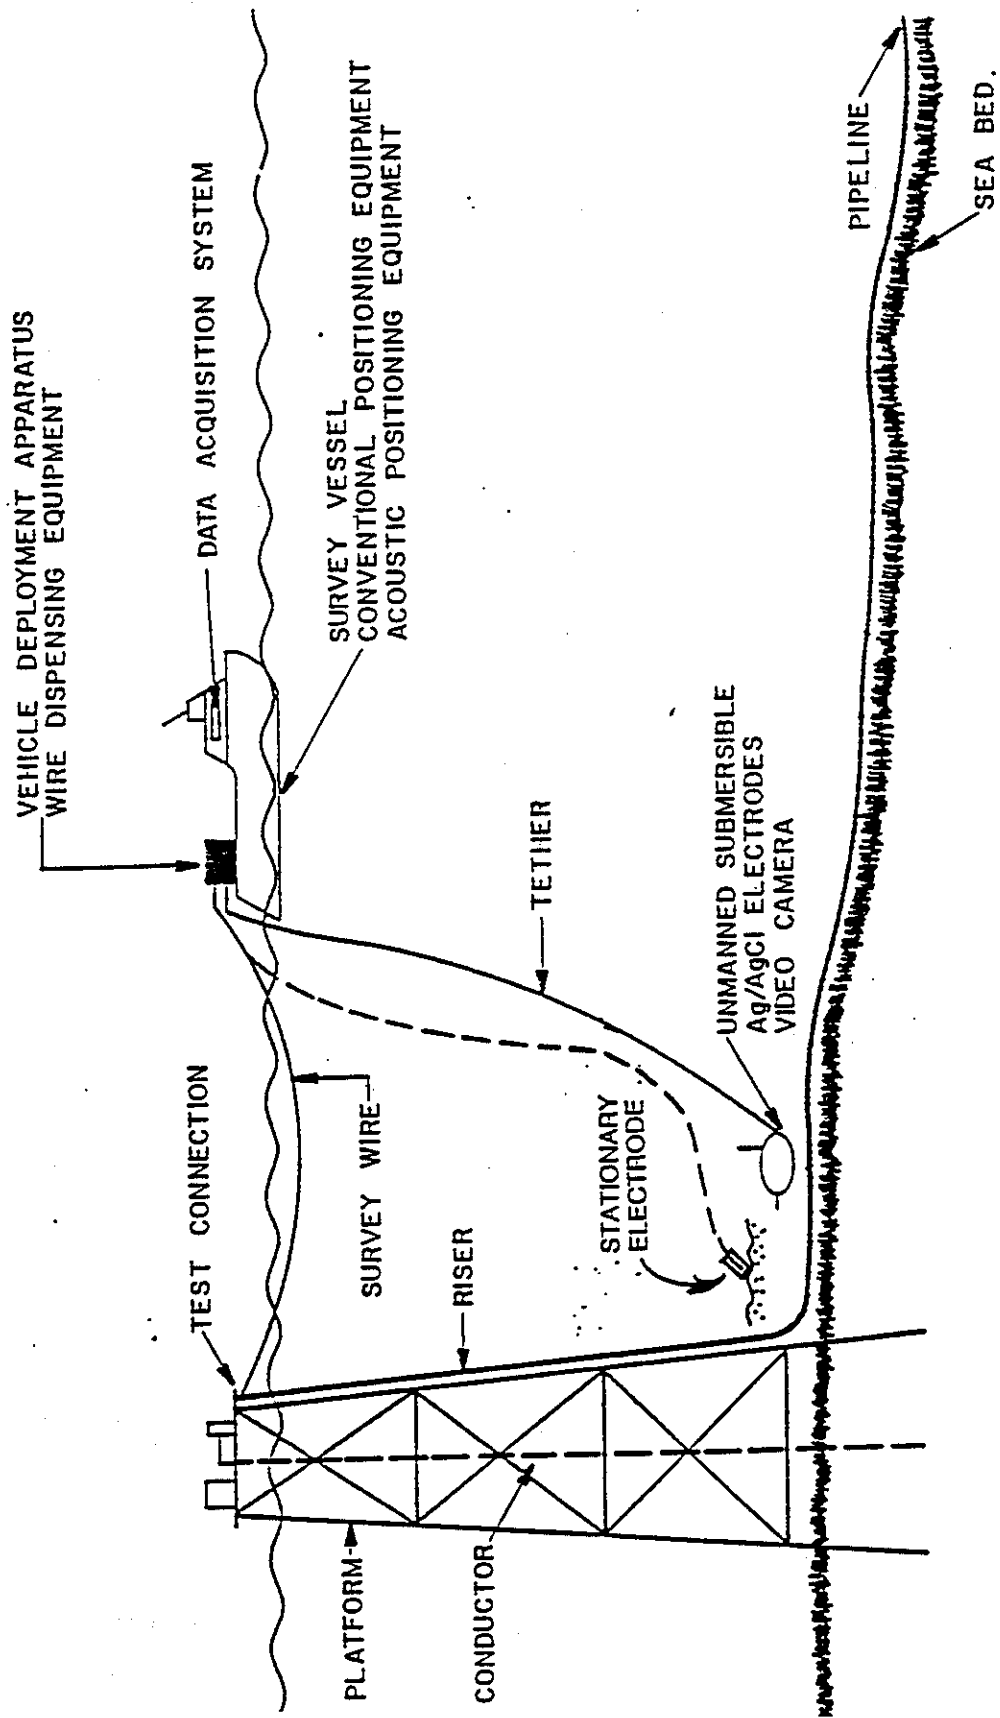 VEHICLE DEPLOYMENT APPARATUS
WIRE DISPENSING EQUIPMENT
DATA ACQUISITION SYSTEM
SURVEY VESSEL
CONVENTIONAL POSITIONING EQUIPMENT
ACOUSTIC POSITIONING EQUIPMENT
TEST CONNECTION
SURVEY WIRE
TETHER
RISER
STATIONARY
ELECTRODE
UNMANNED SUBMERSIBLE
Ag/AgCl ELECTRODES
VIDEO CAMERA
PLATFORM
CONDUCTOR
PIPELINE
SEA BED.